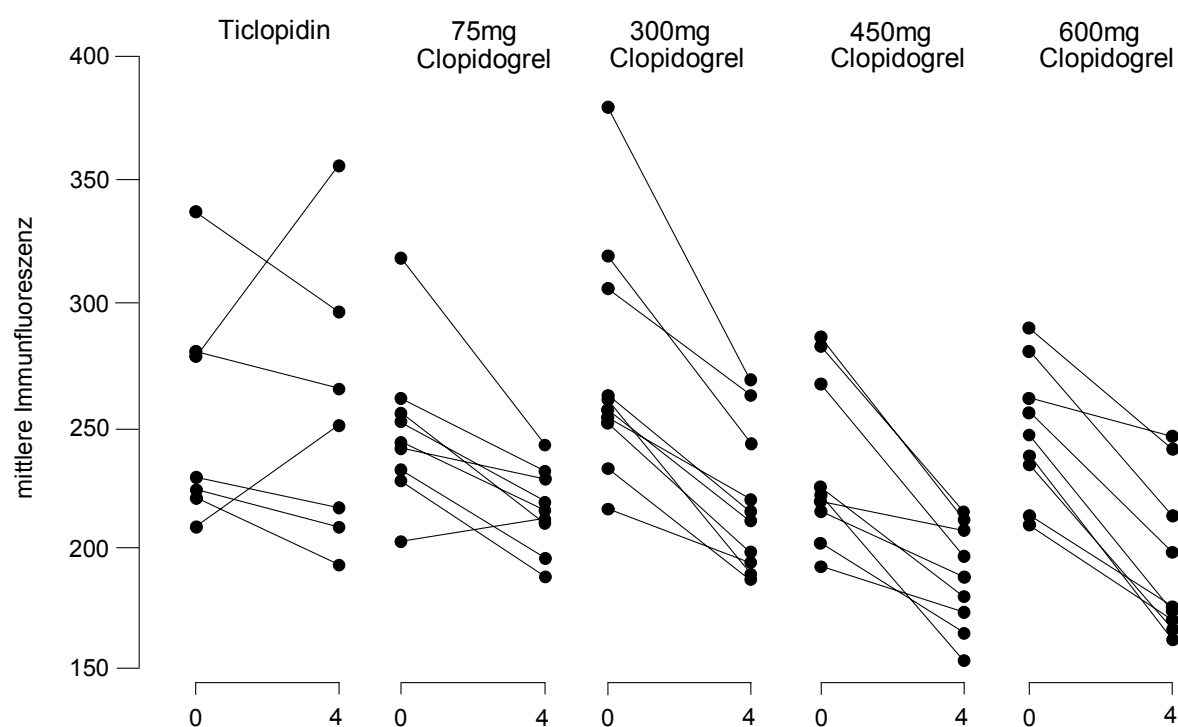 Ticlopidin
75mg
Clopidogrel
300mg
Clopidogrel
450mg
Clopidogrel
600mg
Clopidogrel
mittlere Immunfluoreszenz
400
350
300
250
200
150
0 4 0 4 0 4 0 4 0 4